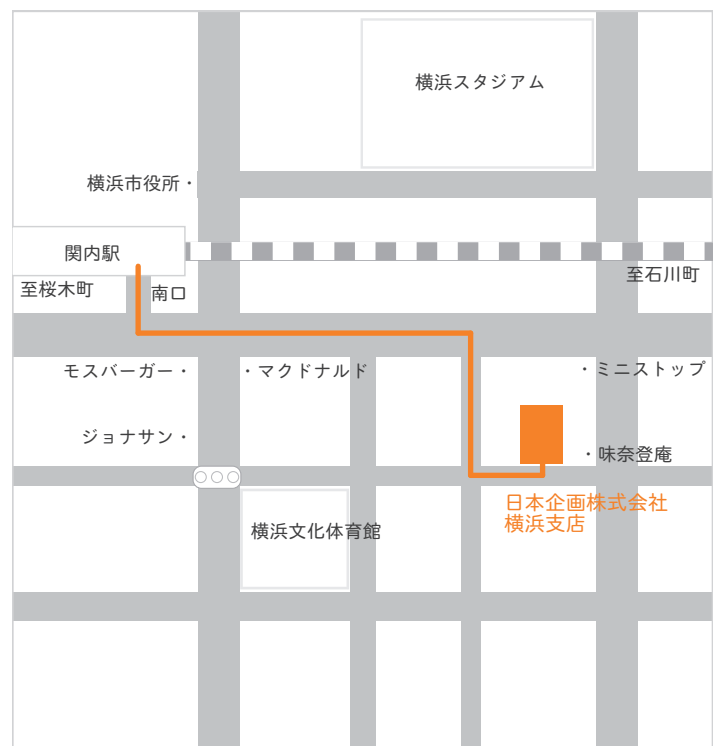 横浜スタジアム
横浜市役所・
関内駅
至石川町
至桜木町
南口
モスバーガー・
・マクドナルド
・ミニストップ
ジョナサン・
・味奈登庵
日本企画株式会社
横浜支店
横浜文化体育館